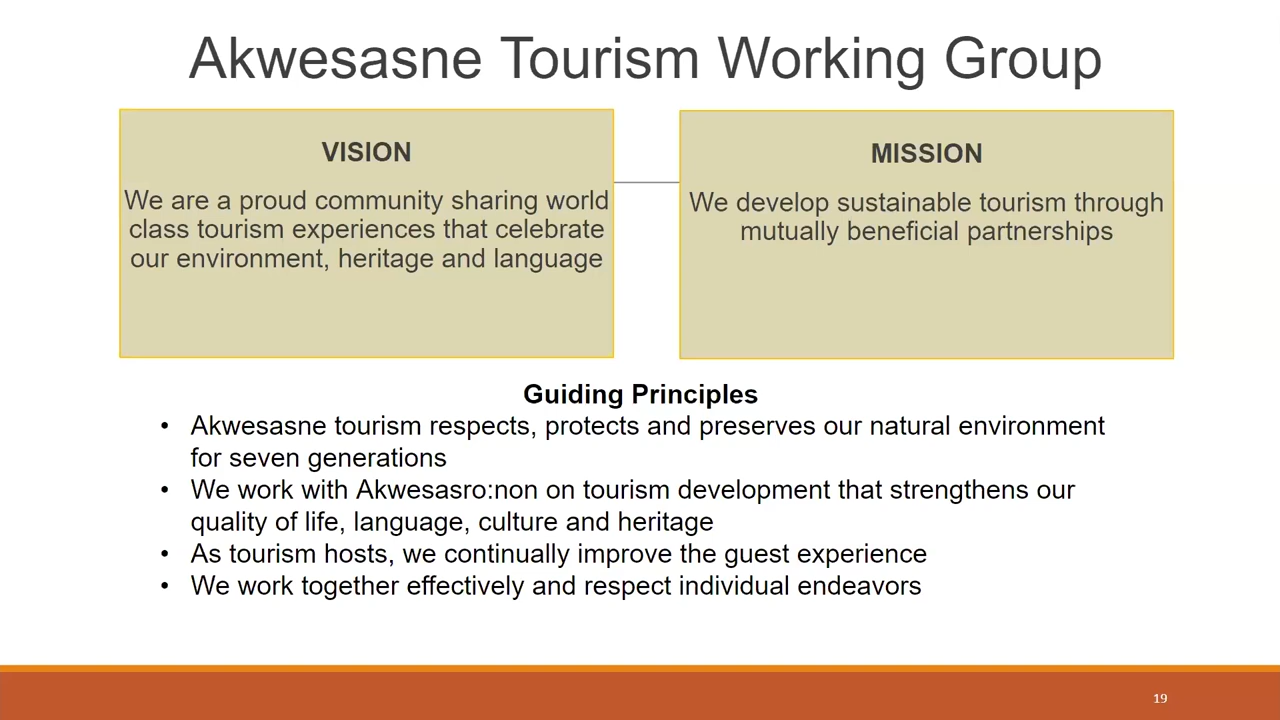 Akwesasne Tourism Working Group
VISION
We are a proud community sharing world
class tourism experiences that celebrate
our environment, heritage and language
MISSION
We develop sustainable tourism through
mutually beneficial partnerships
Guiding Principles
• Akwesasne tourism respects, protects and preserves our natural environment
for seven generations
• We work with Akwesasro:non on tourism development that strengthens our
quality of life, language, culture and heritage
• As tourism hosts, we continually improve the guest experience
• We work together effectively and respect individual endeavors
19